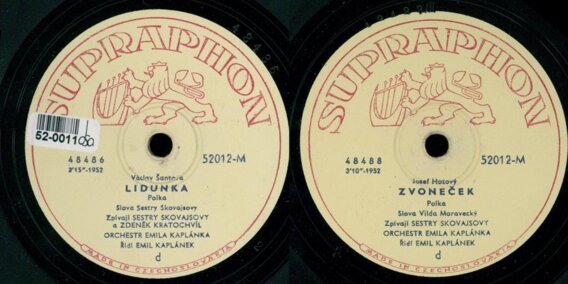 SUPRAPHON
52-0011
48486
2'15"-1952
52012-M
Václav Šantora
LIDUNKA
Polka
Slova Sestry Skovajsovy
Zpívají SESTRY SKOVAJSOVY
a ZDENĚK KRATOCHVÍL
ORCHESTR EMILA KAPLÁNKA
Řídí EMIL KAPLÁNEK
d
MADE IN CZECHOSLOVAKIA
SUPRAPHON
48488
3'10"-1952
52012-M
Josef Hotový
ZVONEČEK
Polka
Slova Vilda Moravecký
Zpívají SESTRY SKOVAJSOVY
ORCHESTR EMILA KAPLÁNKA
Řídí EMIL KAPLÁNEK
d
MADE IN CZECHOSLOVAKIA